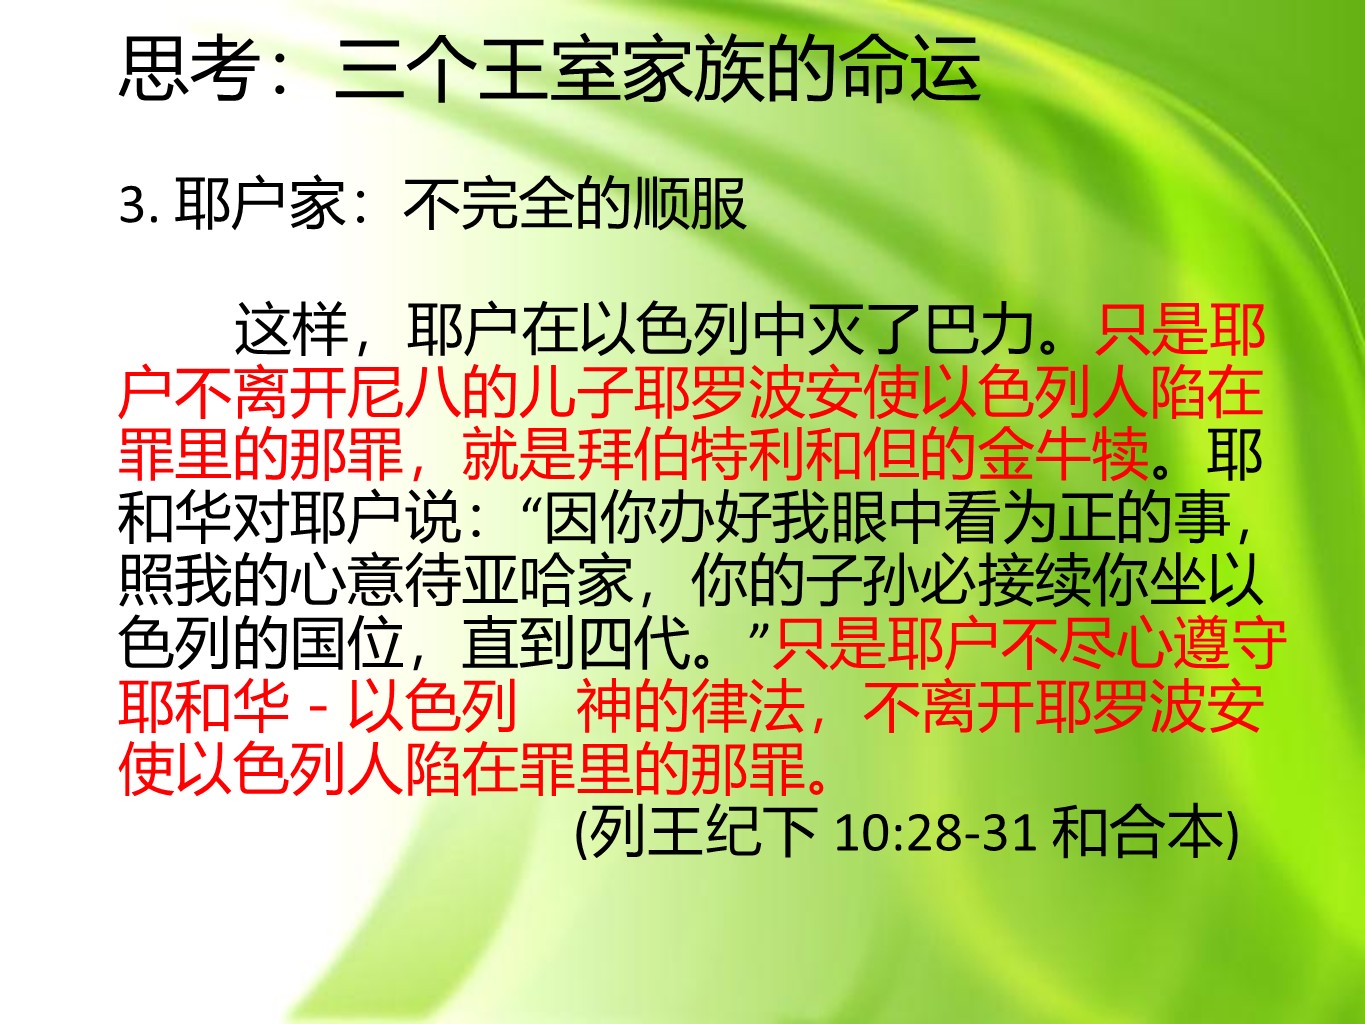 思考：三个王室家族的命运
3. 耶户家：不完全的顺服
这样，耶户在以色列中灭了巴力。只是耶
户不离开尼八的儿子耶罗波安使以色列人陷在
罪里的那罪，就是拜伯特利和但的金牛犊。耶
和华对耶户说：“因你办好我眼中看为正的事，
照我的心意待亚哈家，你的子孙必接续你坐以
色列的国位，直到四代。”只是耶户不尽心遵守
耶和华－以色列　神的律法，不离开耶罗波安
使以色列人陷在罪里的那罪。
(列王纪下 10:28-31 和合本)